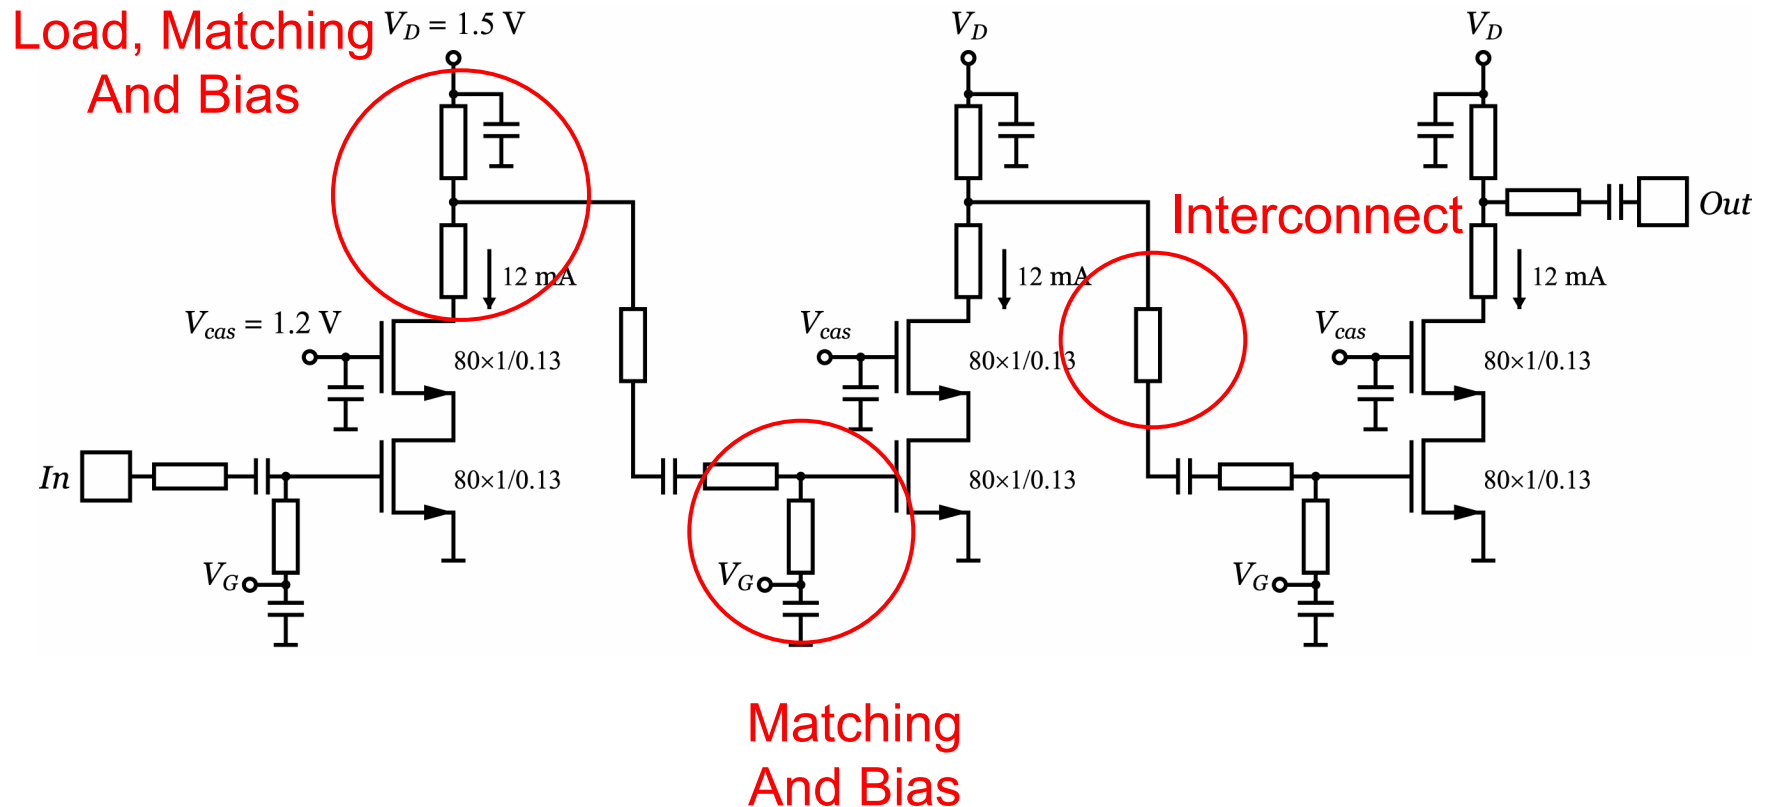 Load, Matching
And Bias
V_D = 1.5 V
V_D
V_D
Interconnect
Out
12 mA
12 mA
12 mA
V_cas = 1.2 V
V_cas
V_cas
80×1/0.13
80×1/0.13
80×1/0.13
In
80×1/0.13
80×1/0.13
80×1/0.13
V_G
V_G
V_G
Matching
And Bias